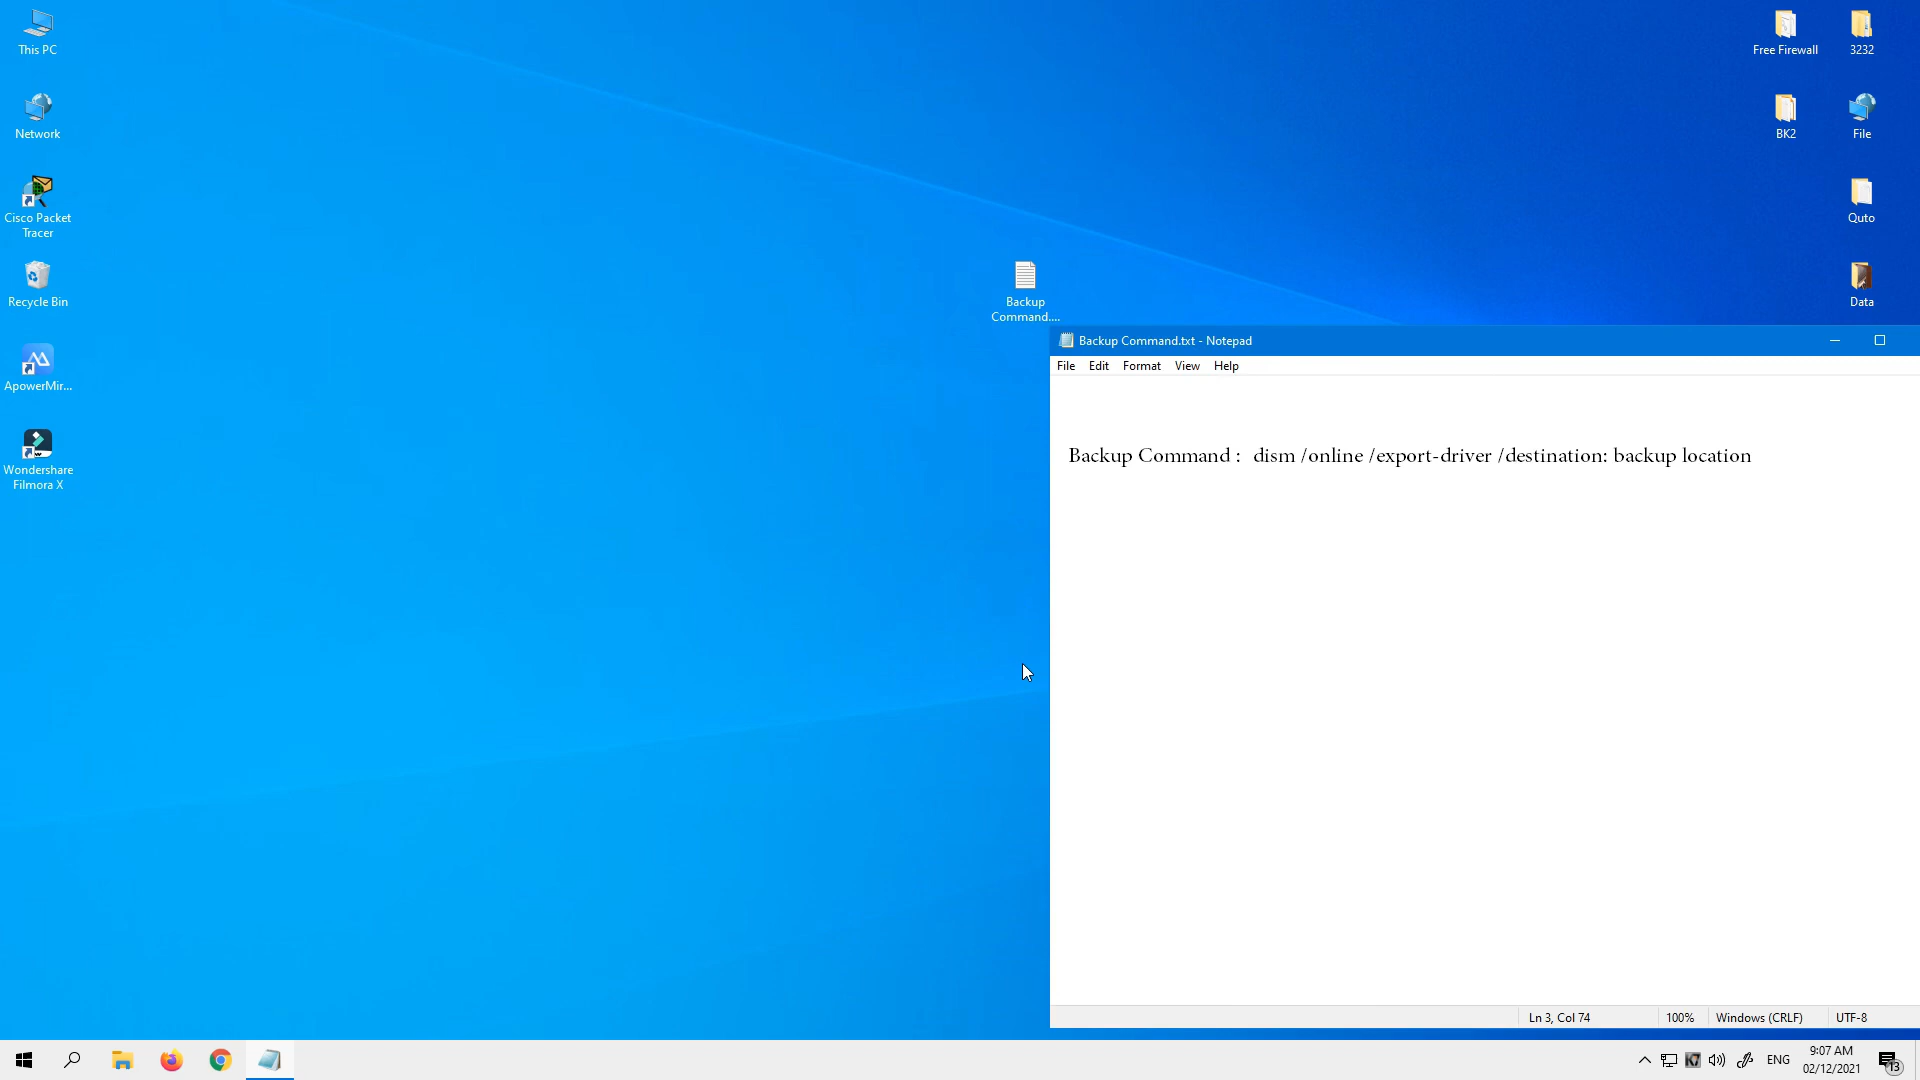 This PC
Network
Cisco Packet
Tracer
Recycle Bin
ApowerMir...
Wondershare
Filmora X
Backup
Command....
Free Firewall
3232
BK2
File
Quto
Data
Backup Command.txt - Notepad
File Edit Format View Help
Backup Command : dism /online /export-driver /destination: backup location
Ln 3, Col 74
100%
Windows (CRLF)
UTF-8
ENG
9:07 AM
02/12/2021
13